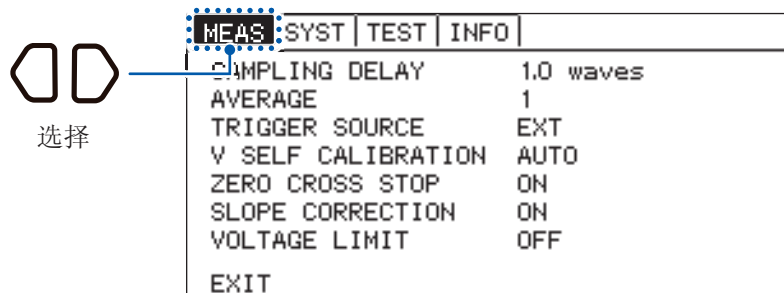 MEAS SYST TEST INFO
SAMPLING DELAY 1.0 waves
AVERAGE 1
选择
TRIGGER SOURCE EXT
V SELF CALIBRATION AUTO
ZERO CROSS STOP ON
SLOPE CORRECTION ON
VOLTAGE LIMIT OFF
EXIT